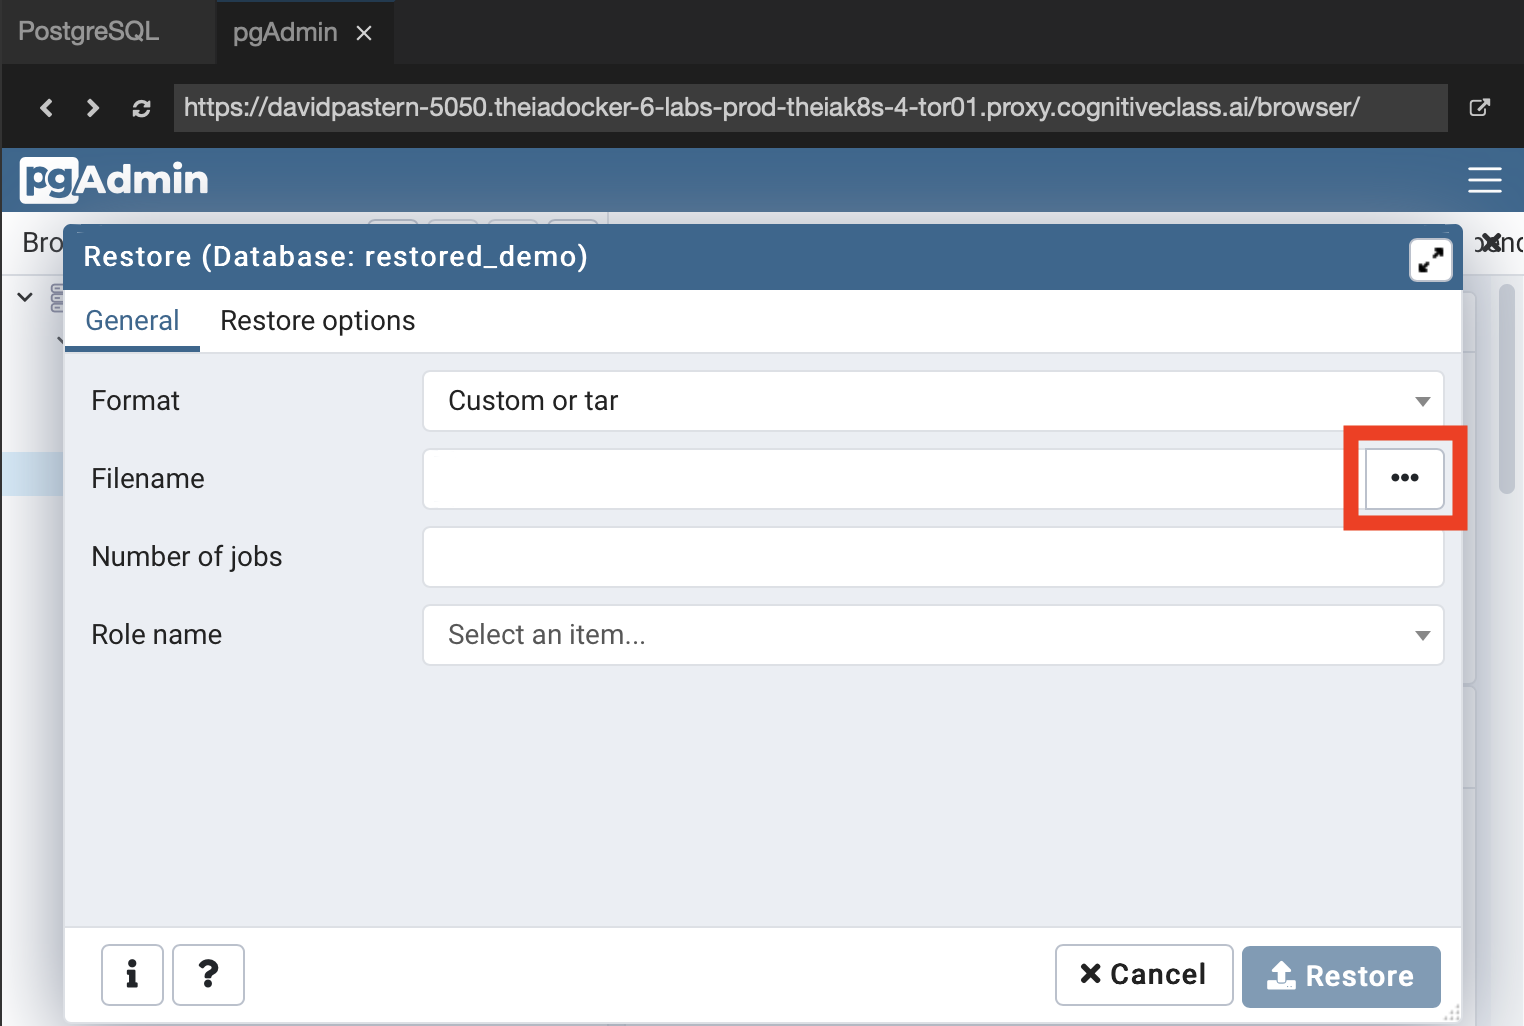 PostgreSQL
pgAdmin
https://davidpastern-5050.theiadocker-6-labs-prod-theiak8s-4-tor01.proxy.cognitiveclass.ai/browser/
pgAdmin
Restore (Database: restored_demo)
General Restore options
Format Custom or tar
Filename •••
Number of jobs
Role name Select an item...
i ? Cancel Restore